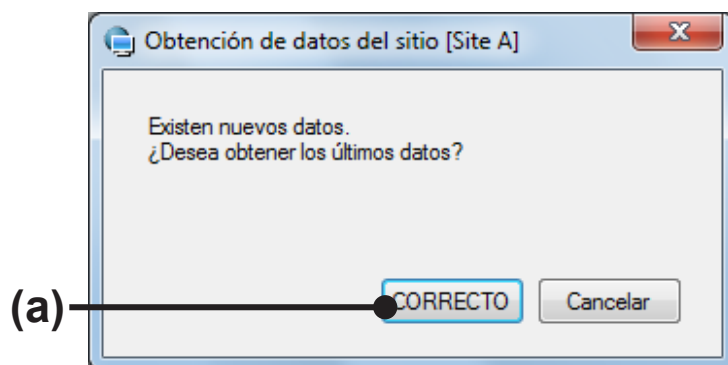 Obtención de datos del sitio [Site A]
Existen nuevos datos.
¿Desea obtener los últimos datos?
(a) CORRECTO Cancelar